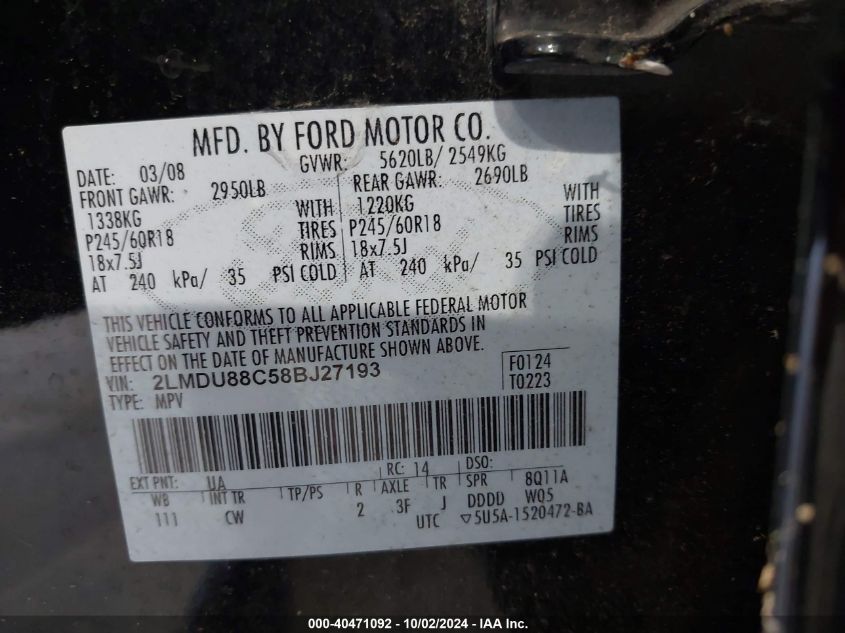 MFD. BY FORD MOTOR CO.
DATE: 03/08 GVWR: 5620LB/ 2549KG
FRONT GAWR: 2950LB REAR GAWR: 2690LB
1338KG WITH 1220KG WITH
P245/60R18 TIRES P245/60R18 TIRES
18x7.5J RIMS 18x7.5J RIMS
AT 240 kPa/ 35 PSI COLD AT 240 kPa/ 35 PSI COLD
THIS VEHICLE CONFORMS TO ALL APPLICABLE FEDERAL MOTOR
VEHICLE SAFETY AND THEFT PREVENTION STANDARDS IN
EFFECT ON THE DATE OF MANUFACTURE SHOWN ABOVE.
VIN: 2LMDU88C58BJ27193 F0124
TYPE: MPV T0223
EXT PNT: UA RC: 14 DSO:
WB INT TR TP/PS R AXLE TR SPR 8Q11A
111 CW 2 3F J DDDD WQ5
UTC ▽5U5A-1520472-BA
000-40471092 - 10/02/2024 - IAA Inc.